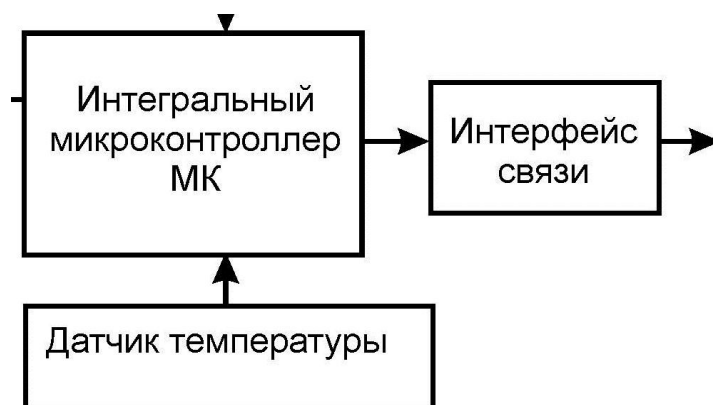 Интегральный
микроконтроллер
МК
Интерфейс
связи
Датчик температуры